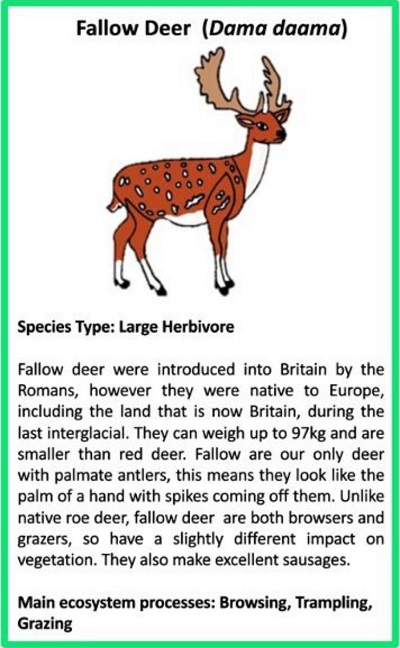 Fallow Deer (Dama daama)
Species Type: Large Herbivore
Fallow deer were introduced into Britain by the
Romans, however they were native to Europe,
including the land that is now Britain, during the
last interglacial. They can weigh up to 97kg and are
smaller than red deer. Fallow are our only deer
with palmate antlers, this means they look like the
palm of a hand with spikes coming off them. Unlike
native roe deer, fallow deer are both browsers and
grazers, so have a slightly different impact on
vegetation. They also make excellent sausages.
Main ecosystem processes: Browsing, Trampling,
Grazing